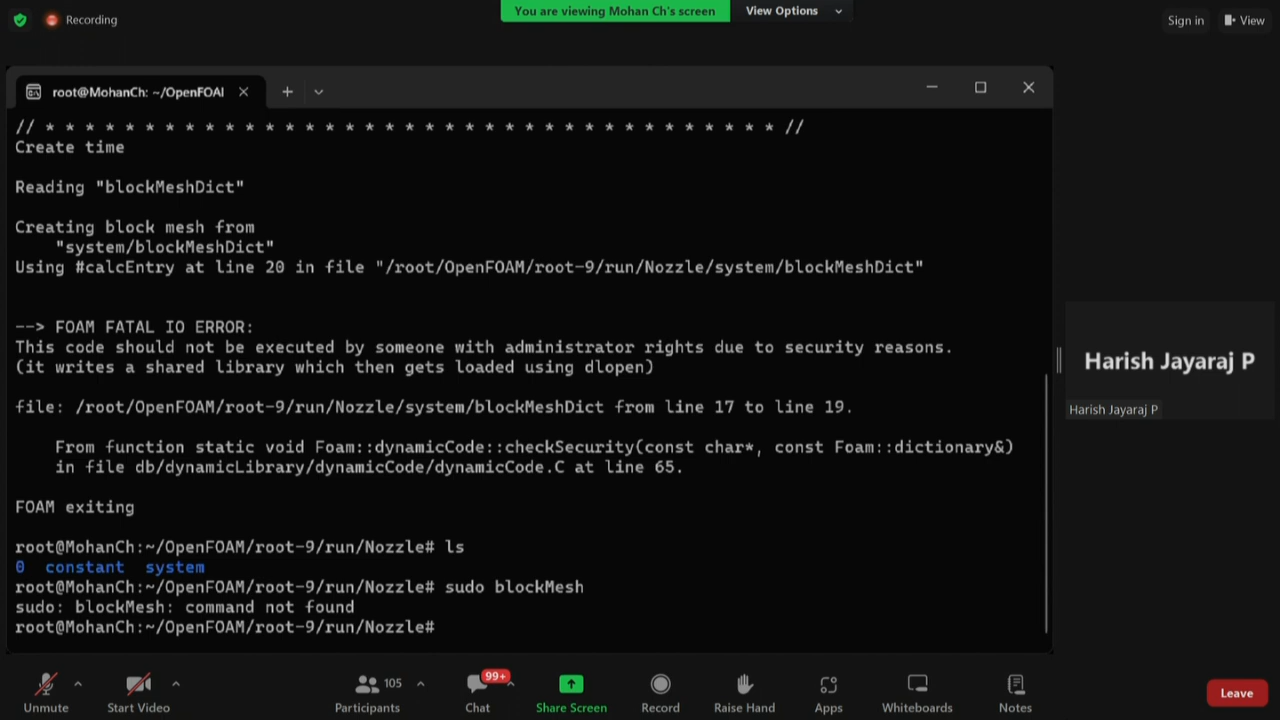 Recording
You are viewing Mohan Ch's screen
View Options
Sign in
View
root@MohanCh: ~/OpenFOAI
// * * * * * * * * * * * * * * * * * * * * * * * * * * * * * * * * * * * * * //
Create time
Reading "blockMeshDict"
Creating block mesh from
"system/blockMeshDict"
Using #calcEntry at line 20 in file "/root/OpenFOAM/root-9/run/Nozzle/system/blockMeshDict"
--> FOAM FATAL IO ERROR:
This code should not be executed by someone with administrator rights due to security reasons.
(it writes a shared library which then gets loaded using dlopen)
file: /root/OpenFOAM/root-9/run/Nozzle/system/blockMeshDict from line 17 to line 19.
From function static void Foam::dynamicCode::checkSecurity(const char*, const Foam::dictionary&)
in file db/dynamicLibrary/dynamicCode/dynamicCode.C at line 65.
FOAM exiting
root@MohanCh:~/OpenFOAM/root-9/run/Nozzle# ls
0 constant system
root@MohanCh:~/OpenFOAM/root-9/run/Nozzle# sudo blockMesh
sudo: blockMesh: command not found
root@MohanCh:~/OpenFOAM/root-9/run/Nozzle#
Harish Jayaraj P
Harish Jayaraj P
Unmute
Start Video
105
Participants
99+
Chat
Share Screen
Record
Raise Hand
Apps
Whiteboards
Notes
Leave